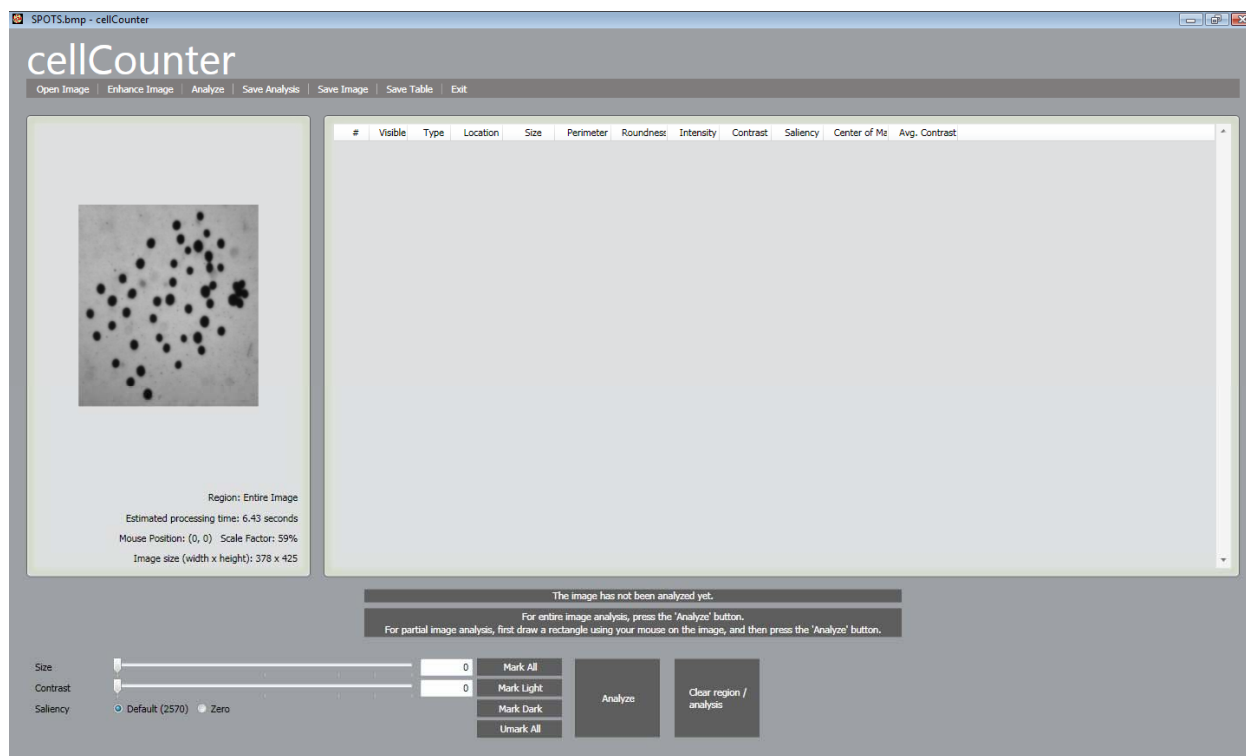 SPOTS.bmp - cellCounter
cellCounter
Open Image | Enhance Image | Analyze | Save Analysis | Save Image | Save Table | Exit
# Visible Type Location Size Perimeter Roundness Intensity Contrast Saliency Center of Ma Avg. Contrast
Region: Entire Image
Estimated processing time: 6.43 seconds
Mouse Position: (0, 0) Scale Factor: 59%
Image size (width x height): 378 x 425
The image has not been analyzed yet.
For entire image analysis, press the 'Analyze' button.
For partial image analysis, first draw a rectangle using your mouse on the image, and then press the 'Analyze' button.
Size 0 Mark All
Contrast 0 Mark Light
Saliency Default (2570) Zero Mark Dark
Umark All
Analyze
Clear region /
analysis